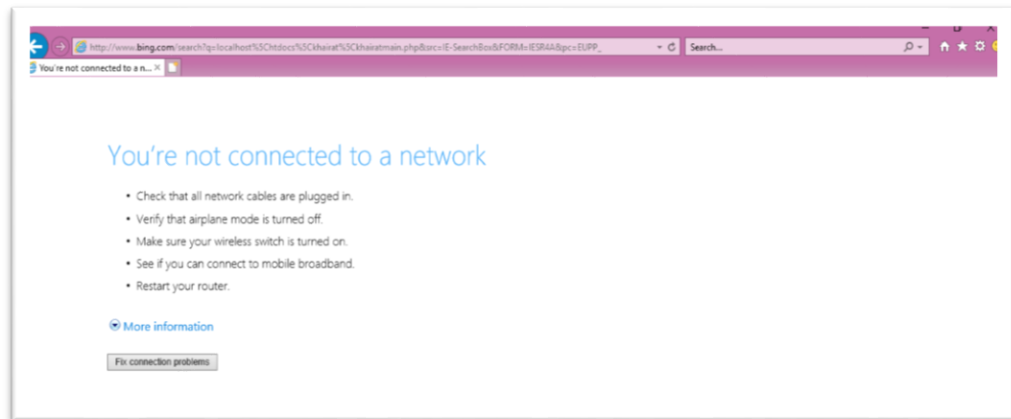 http://www.bing.com/search?q=localhost%5Chtdocs%5Ckhairat%5Ckhairatmain.php&src=IE-SearchBox&FORM=IESR4A&pc=EUPP_ Search...
You're not connected to a n...
You're not connected to a network
• Check that all network cables are plugged in.
• Verify that airplane mode is turned off.
• Make sure your wireless switch is turned on.
• See if you can connect to mobile broadband.
• Restart your router.
More information
Fix connection problems